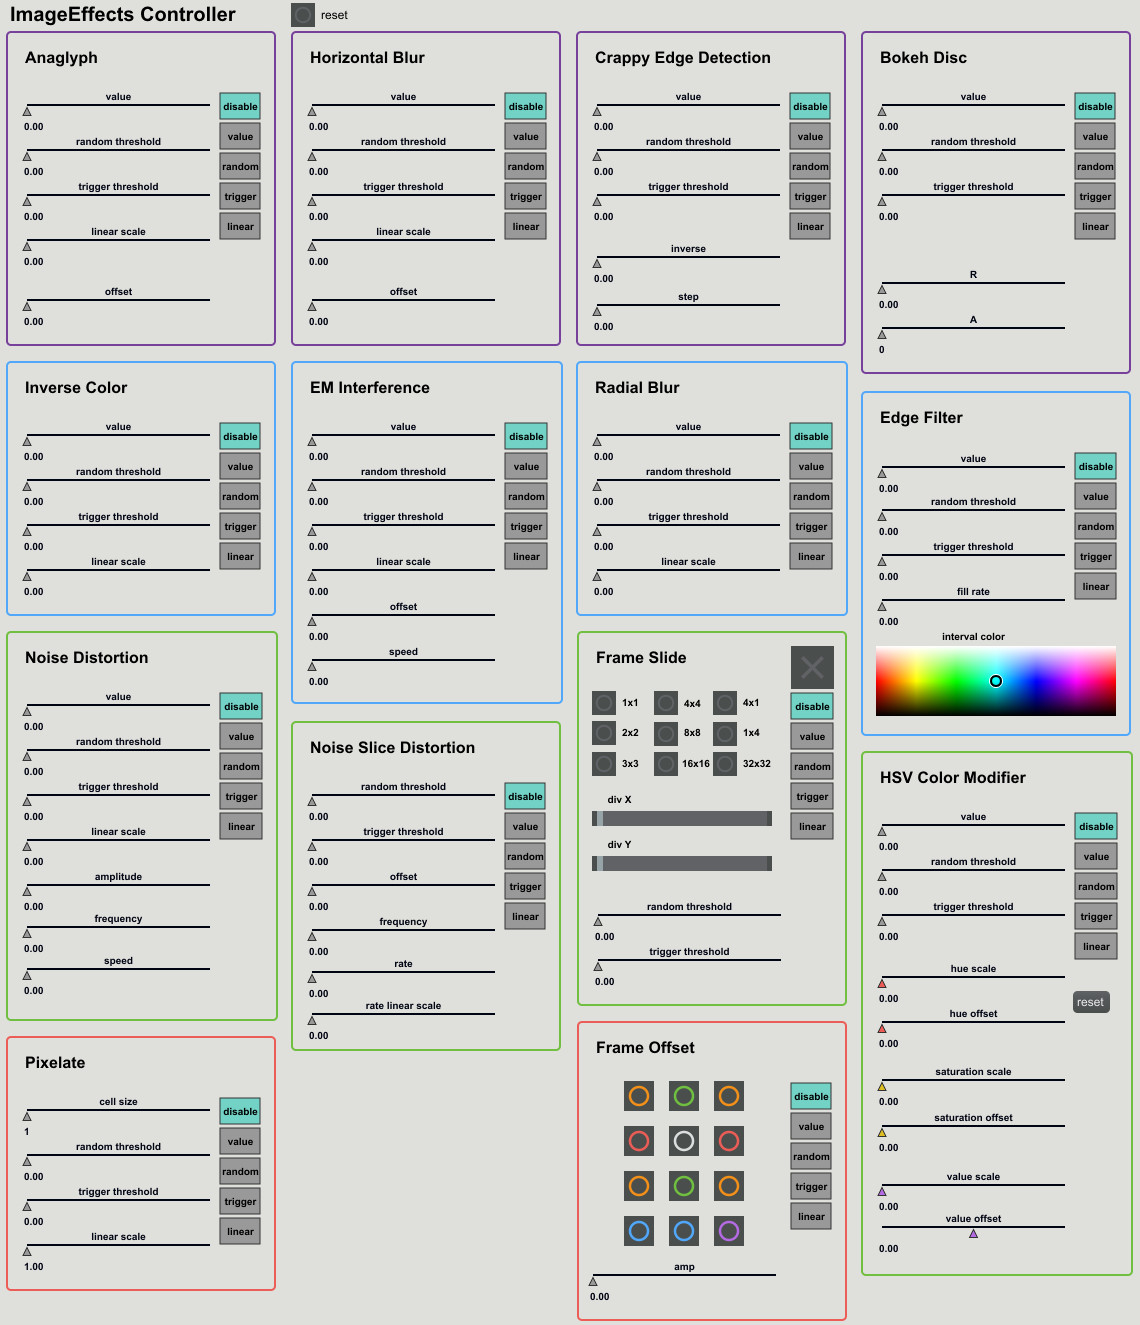 ImageEffects Controller
reset
Anaglyph
value
0.00
random threshold
0.00
trigger threshold
0.00
linear scale
0.00
offset
0.00
disable
value
random
trigger
linear
Horizontal Blur
value
0.00
random threshold
0.00
trigger threshold
0.00
linear scale
0.00
offset
0.00
disable
value
random
trigger
linear
Crappy Edge Detection
value
0.00
random threshold
0.00
trigger threshold
0.00
inverse
0.00
step
0.00
disable
value
random
trigger
linear
Bokeh Disc
value
0.00
random threshold
0.00
trigger threshold
0.00
R
0.00
A
0
disable
value
random
trigger
linear
Inverse Color
value
0.00
random threshold
0.00
trigger threshold
0.00
linear scale
0.00
disable
value
random
trigger
linear
EM Interference
value
0.00
random threshold
0.00
trigger threshold
0.00
linear scale
0.00
offset
0.00
speed
0.00
disable
value
random
trigger
linear
Radial Blur
value
0.00
random threshold
0.00
trigger threshold
0.00
linear scale
0.00
disable
value
random
trigger
linear
Edge Filter
value
0.00
random threshold
0.00
trigger threshold
0.00
fill rate
0.00
interval color
disable
value
random
trigger
linear
Noise Distortion
value
0.00
random threshold
0.00
trigger threshold
0.00
linear scale
0.00
amplitude
0.00
frequency
0.00
speed
0.00
disable
value
random
trigger
linear
Noise Slice Distortion
random threshold
0.00
trigger threshold
0.00
offset
0.00
frequency
0.00
rate
0.00
rate linear scale
0.00
disable
value
random
trigger
linear
Frame Slide
1x1 4x4 4x1
2x2 8x8 1x4
3x3 16x16 32x32
div X
div Y
random threshold
0.00
trigger threshold
0.00
disable
value
random
trigger
linear
HSV Color Modifier
value
0.00
random threshold
0.00
trigger threshold
0.00
hue scale
0.00
hue offset
0.00
saturation scale
0.00
saturation offset
0.00
value scale
0.00
value offset
0.00
disable
value
random
trigger
linear
reset
Pixelate
cell size
1
random threshold
0.00
trigger threshold
0.00
linear scale
1.00
disable
value
random
trigger
linear
Frame Offset
amp
0.00
disable
value
random
trigger
linear